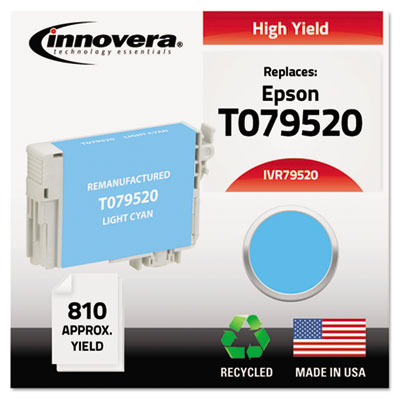 innovera
technology essentials
High Yield
Replaces:
Epson
T079520
IVR79520
REMANUFACTURED
T079520
LIGHT CYAN
810
APPROX.
YIELD
RECYCLED
MADE IN USA